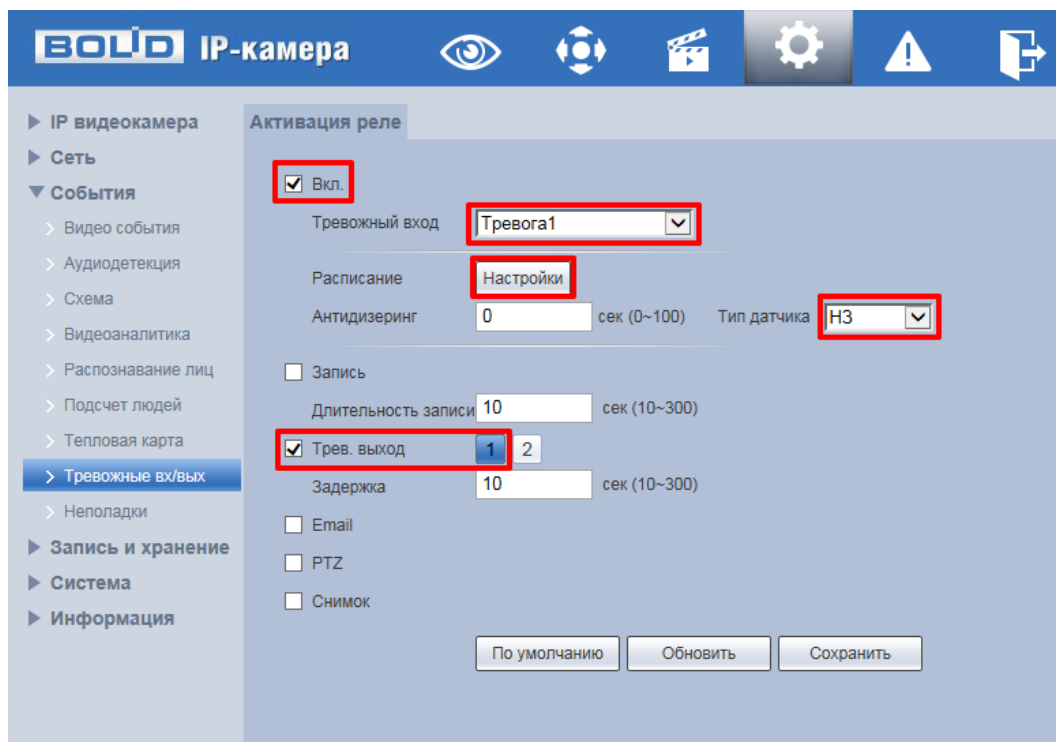 BOLID IP-камера
IP видеокамера
Сеть
События
Видео события
Аудиодетекция
Схема
Видеоаналитика
Распознавание лиц
Подсчет людей
Тепловая карта
Тревожные вх/вых
Неполадки
Запись и хранение
Система
Информация
Активация реле
Вкл.
Тревожный вход Тревога1
Расписание Настройки
Антидизеринг 0 сек (0~100) Тип датчика НЗ
Запись
Длительность записи 10 сек (10~300)
Трев. выход 1 2
Задержка 10 сек (10~300)
Email
PTZ
Снимок
По умолчанию Обновить Сохранить